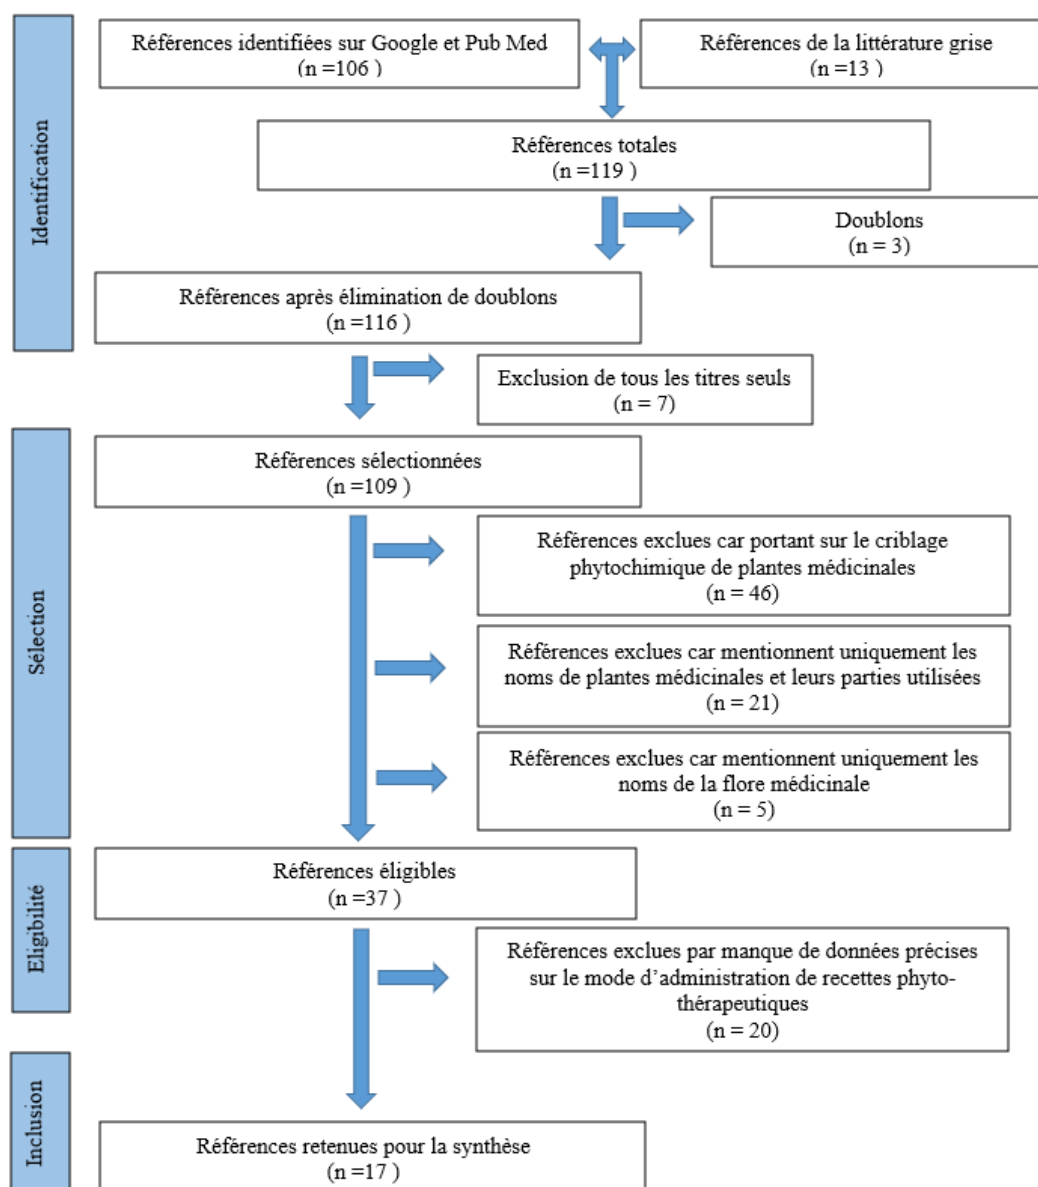 Identification
Références identifiées sur Google et Pub Med
(n =106 )
Références de la littérature grise
(n =13 )
Références totales
(n =119 )
Doublons
(n = 3)
Références après élimination de doublons
(n =116 )
Exclusion de tous les titres seuls
(n = 7)
Sélection
Références sélectionnées
(n =109 )
Références exclues car portant sur le criblage
phytochimique de plantes médicinales
(n = 46)
Références exclues car mentionnent uniquement les
noms de plantes médicinales et leurs parties utilisées
(n = 21)
Références exclues car mentionnent uniquement les
noms de la flore médicinale
(n = 5)
Eligibilité
Références éligibles
(n =37 )
Références exclues par manque de données précises
sur le mode d’administration de recettes phyto-
thérapeutiques
(n = 20)
Inclusion
Références retenues pour la synthèse
(n =17 )